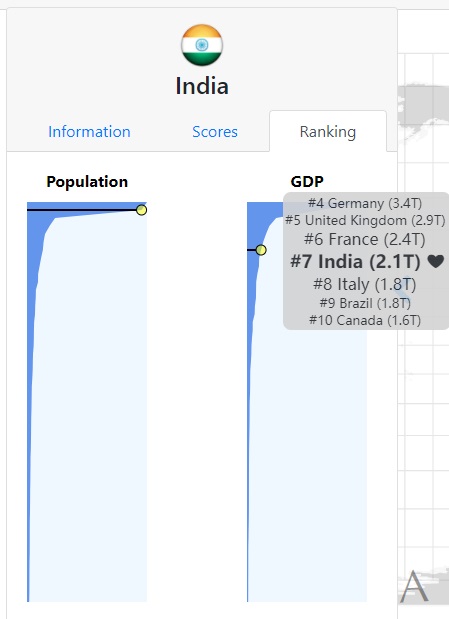 India
Information
Scores
Ranking
Population
GDP
#4 Germany (3.4T)
#5 United Kingdom (2.9T)
#6 France (2.4T)
#7 India (2.1T) ♥
#8 Italy (1.8T)
#9 Brazil (1.8T)
#10 Canada (1.6T)
A